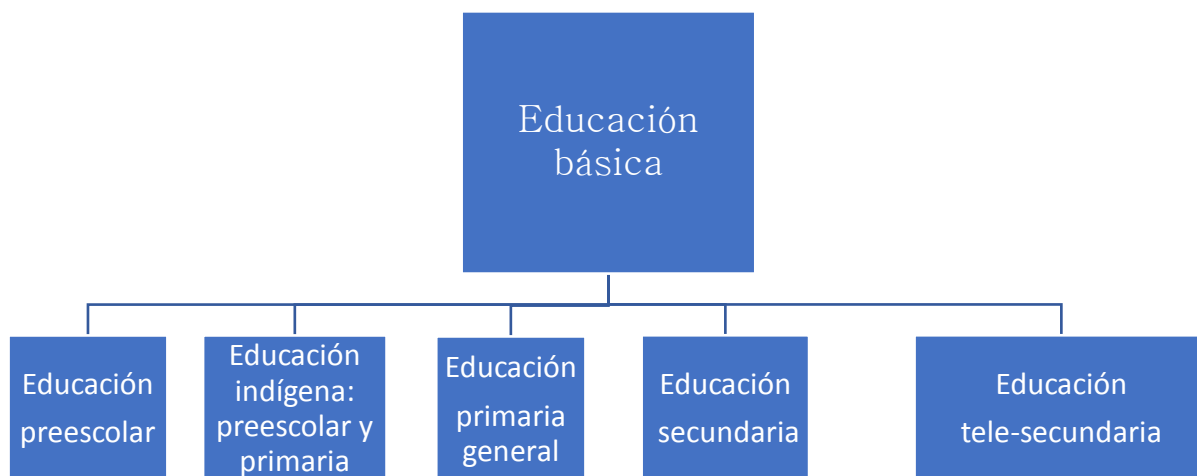 Educación
básica
Educación
preescolar
Educación
indígena:
preescolar y
primaria
Educación
primaria
general
Educación
secundaria
Educación
tele-secundaria